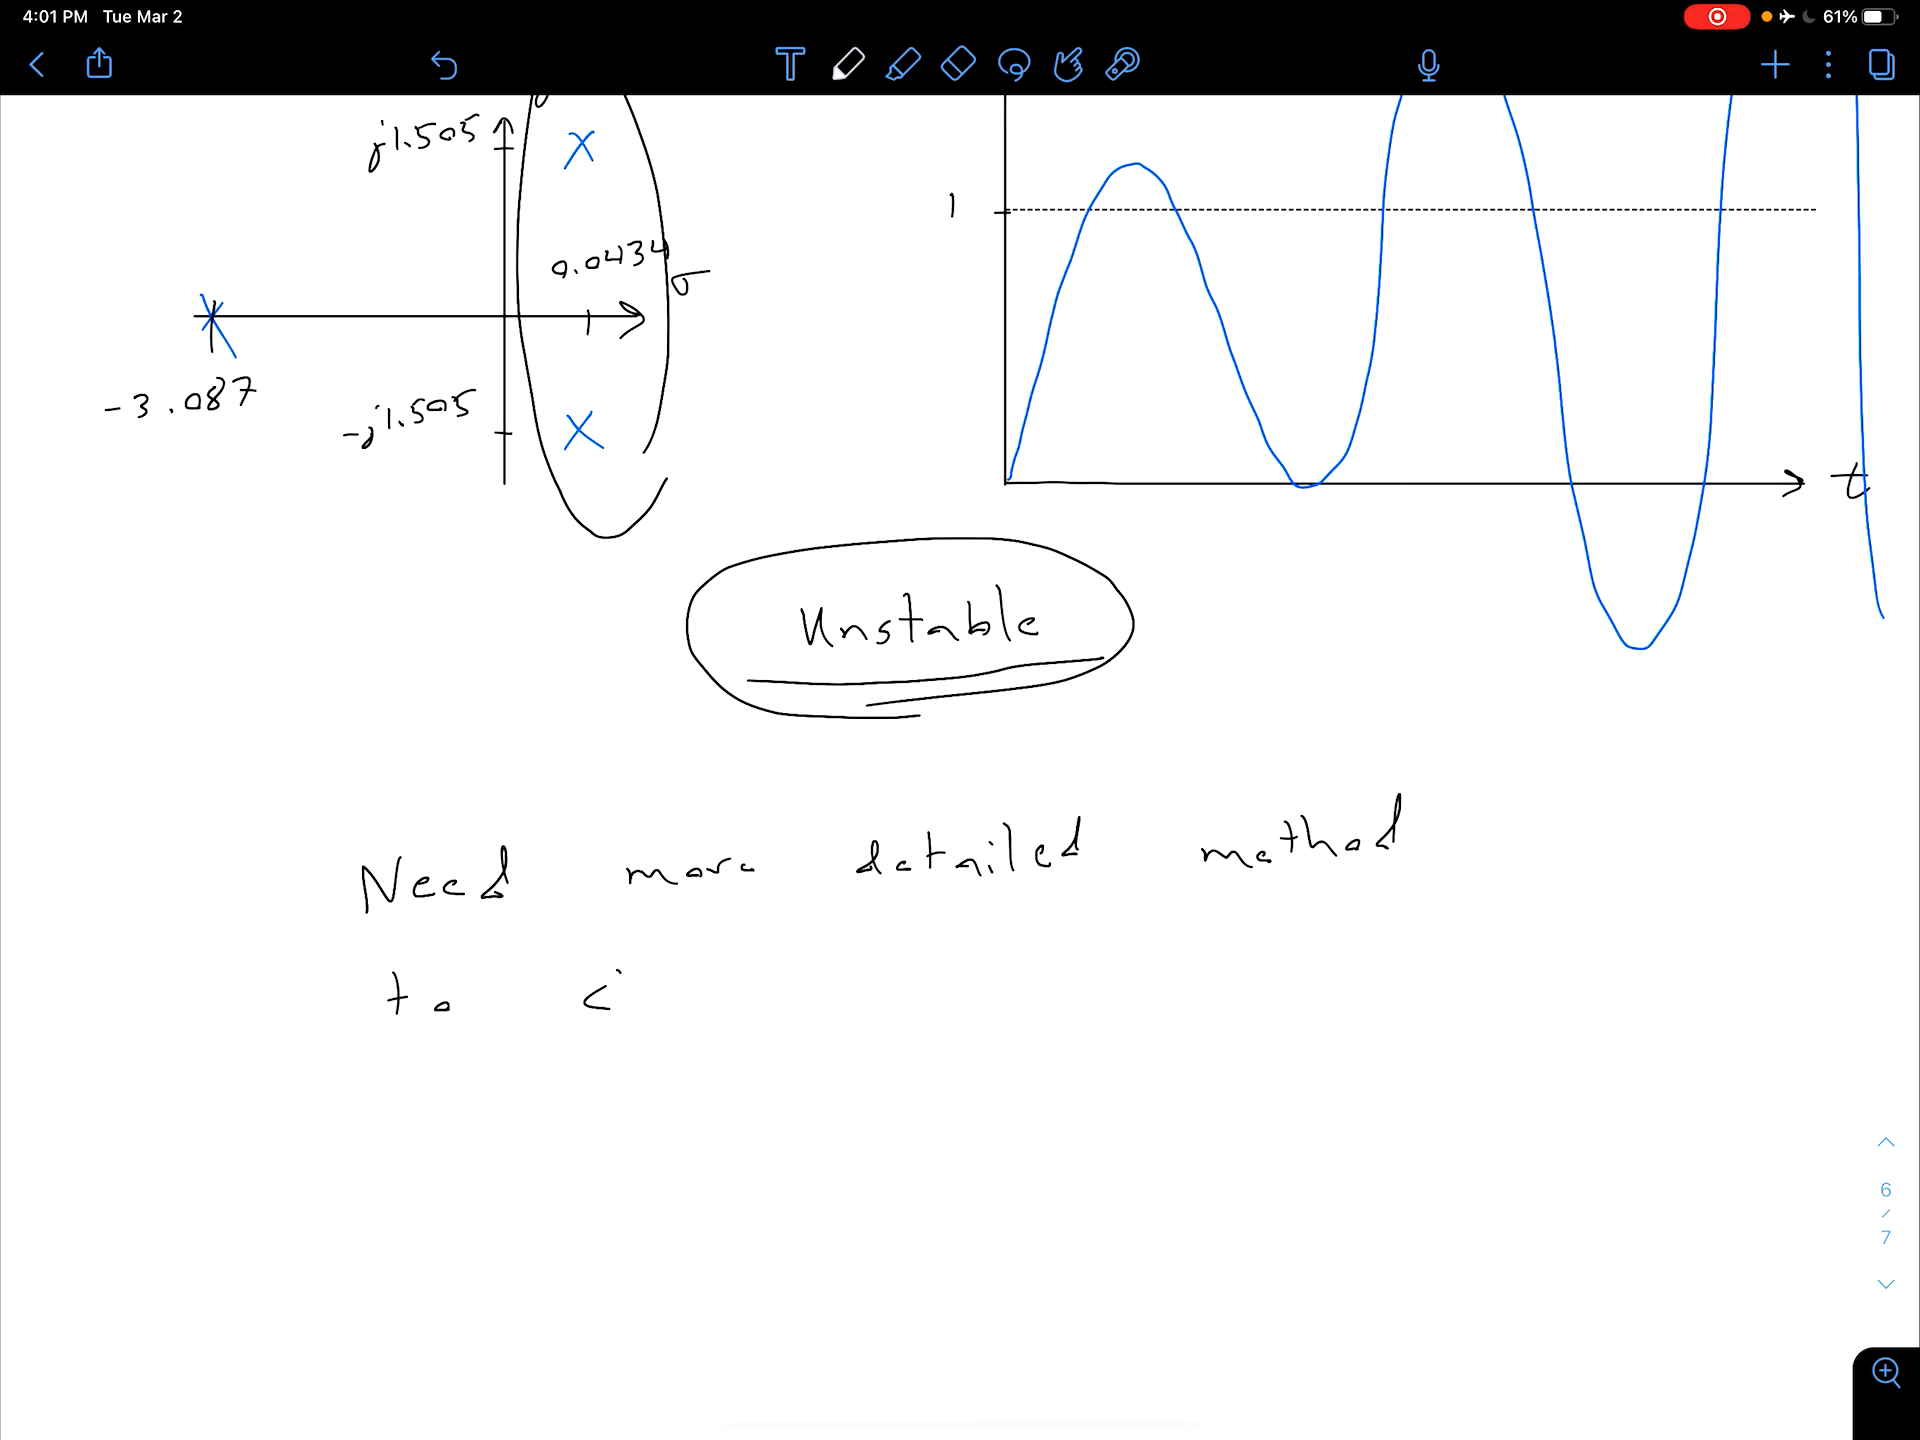 4:01 PM Tue Mar 2
61%
T
j1.505
0.0434
σ
-3.087
-j1.505
1
t
Unstable
Need more detailed method
to
6
/
7